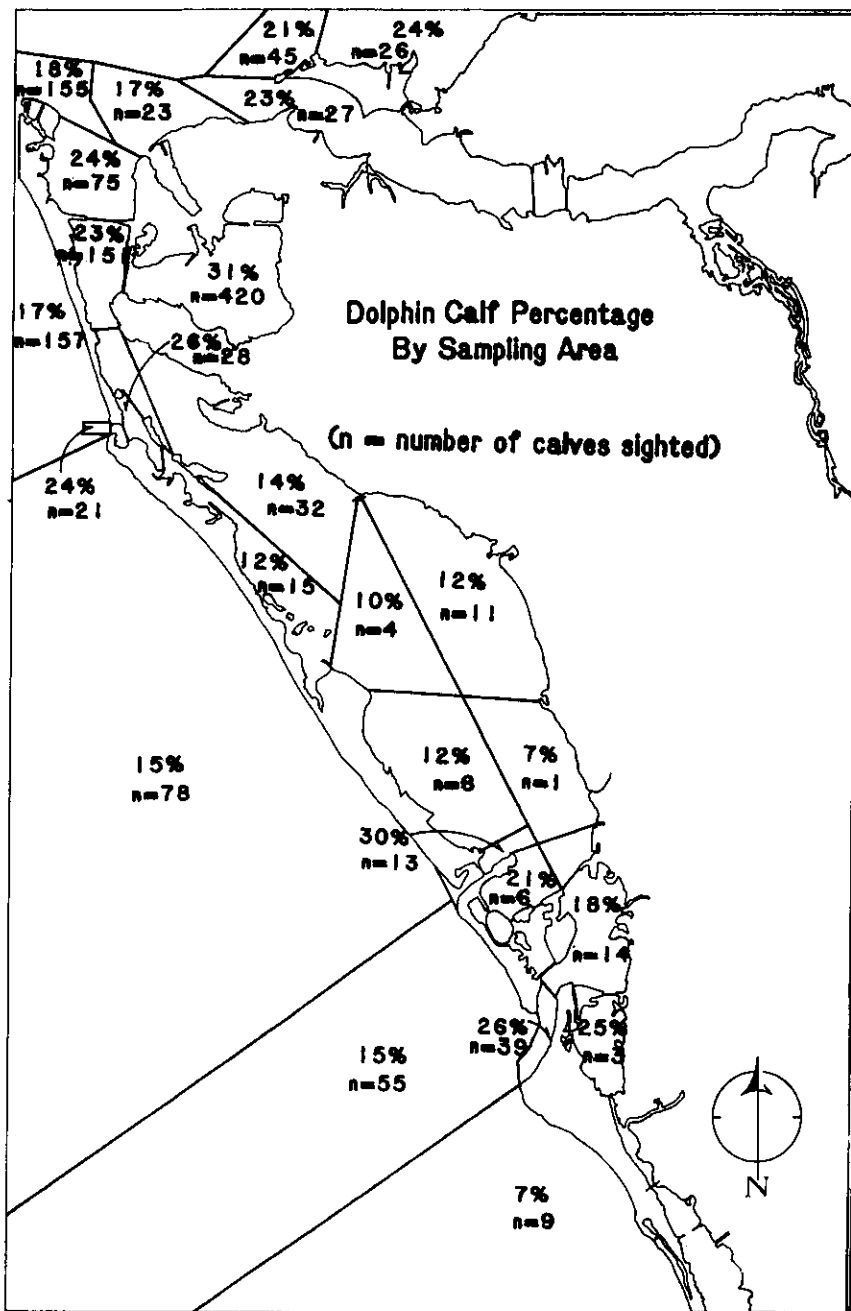 21%
n=45
24%
n=26
18%
n=155
17%
n=23
23%
n=27
24%
n=75
23%
n=151
31%
n=420
17%
n=157
Dolphin Calf Percentage
By Sampling Area
26%
n=28
(n = number of calves sighted)
24%
n=21
14%
n=32
12%
n=15
10%
n=4
12%
n=11
15%
n=78
12%
n=8
7%
n=1
30%
n=13
21%
n=6
18%
n=14
26%
n=39
25%
15%
n=55
7%
n=9
N